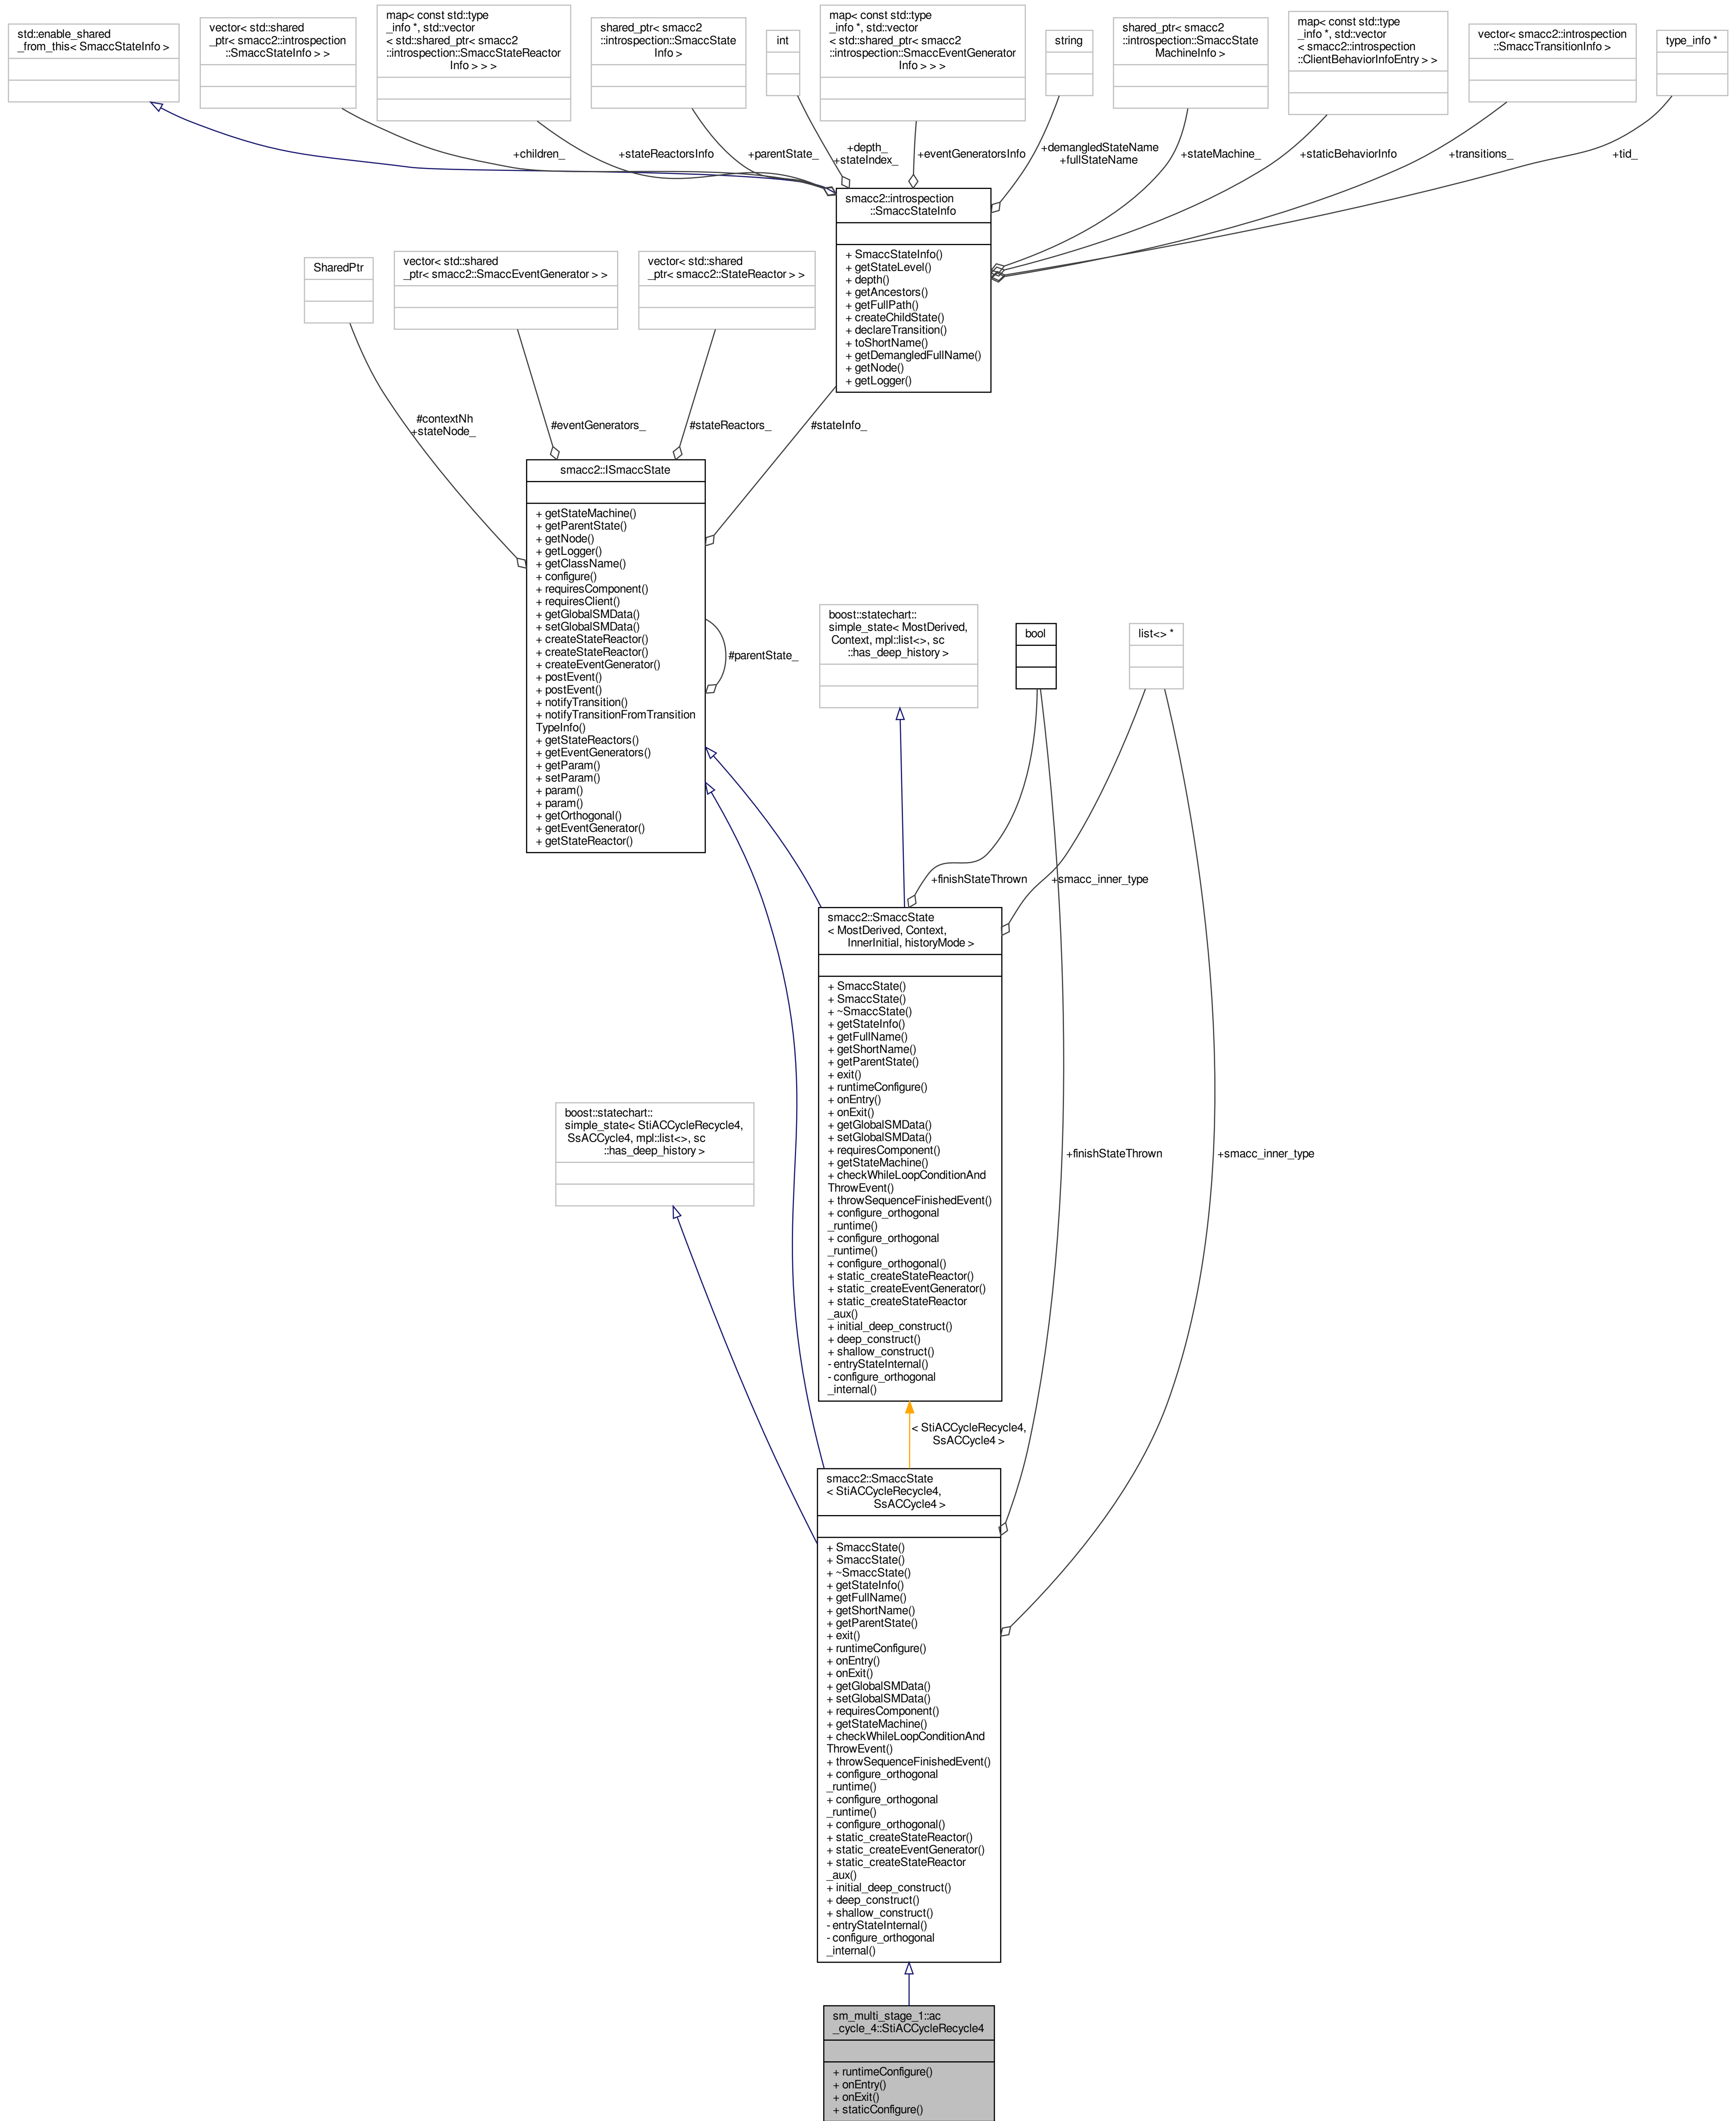 std::enable_shared
_from_this< SmaccStateInfo >
vector< std::shared
_ptr< smacc2::introspection
::SmaccStateInfo > >
map< const std::type
_info *, std::vector
< std::shared_ptr< smacc2
::introspection::SmaccStateReactor
Info > > >
shared_ptr< smacc2
::introspection::SmaccState
Info >
int
map< const std::type
_info *, std::vector
< std::shared_ptr< smacc2
::introspection::SmaccEventGenerator
Info > > >
string
shared_ptr< smacc2
::introspection::SmaccState
MachineInfo >
map< const std::type
_info *, std::vector
< smacc2::introspection
::ClientBehaviorInfoEntry > >
vector< smacc2::introspection
::SmaccTransitionInfo >
type_info *
+children_
+stateReactorsInfo
+parentState_
+depth_
+stateIndex_
+eventGeneratorsInfo
+demangledStateName
+fullStateName
+stateMachine_
+staticBehaviorInfo
+transitions_
+tid_
smacc2::introspection
::SmaccStateInfo
+ SmaccStateInfo()
+ getStateLevel()
+ depth()
+ getAncestors()
+ getFullPath()
+ createChildState()
+ declareTransition()
+ toShortName()
+ getDemangledFullName()
+ getNode()
+ getLogger()
SharedPtr
vector< std::shared
_ptr< smacc2::SmaccEventGenerator > >
vector< std::shared
_ptr< smacc2::StateReactor > >
#contextNh
+stateNode_
#eventGenerators_
#stateReactors_
#stateInfo_
smacc2::ISmaccState
+ getStateMachine()
+ getParentState()
+ getNode()
+ getLogger()
+ getClassName()
+ configure()
+ requiresComponent()
+ requiresClient()
+ getGlobalSMData()
+ setGlobalSMData()
+ createStateReactor()
+ createStateReactor()
+ createEventGenerator()
+ postEvent()
+ postEvent()
+ notifyTransition()
+ notifyTransitionFromTransition
TypeInfo()
+ getStateReactors()
+ getEventGenerators()
+ getParam()
+ setParam()
+ param()
+ param()
+ getOrthogonal()
+ getEventGenerator()
+ getStateReactor()
#parentState_
boost::statechart::
simple_state< MostDerived,
Context, mpl::list<>, sc
::has_deep_history >
bool
list<> *
+finishStateThrown
+smacc_inner_type
smacc2::SmaccState
< MostDerived, Context,
InnerInitial, historyMode >
+ SmaccState()
+ SmaccState()
+ ~SmaccState()
+ getStateInfo()
+ getFullName()
+ getShortName()
+ getParentState()
+ exit()
+ runtimeConfigure()
+ onEntry()
+ onExit()
+ getGlobalSMData()
+ setGlobalSMData()
+ requiresComponent()
+ getStateMachine()
+ checkWhileLoopConditionAnd
ThrowEvent()
+ throwSequenceFinishedEvent()
+ configure_orthogonal
_runtime()
+ configure_orthogonal
_runtime()
+ configure_orthogonal()
+ static_createStateReactor()
+ static_createEventGenerator()
+ static_createStateReactor
_aux()
+ initial_deep_construct()
+ deep_construct()
+ shallow_construct()
- entryStateInternal()
- configure_orthogonal
_internal()
boost::statechart::
simple_state< StiACCycleRecycle4,
SsACCycle4, mpl::list<>, sc
::has_deep_history >
+finishStateThrown
+smacc_inner_type
< StiACCycleRecycle4,
SsACCycle4 >
smacc2::SmaccState
< StiACCycleRecycle4,
SsACCycle4 >
+ SmaccState()
+ SmaccState()
+ ~SmaccState()
+ getStateInfo()
+ getFullName()
+ getShortName()
+ getParentState()
+ exit()
+ runtimeConfigure()
+ onEntry()
+ onExit()
+ getGlobalSMData()
+ setGlobalSMData()
+ requiresComponent()
+ getStateMachine()
+ checkWhileLoopConditionAnd
ThrowEvent()
+ throwSequenceFinishedEvent()
+ configure_orthogonal
_runtime()
+ configure_orthogonal
_runtime()
+ configure_orthogonal()
+ static_createStateReactor()
+ static_createEventGenerator()
+ static_createStateReactor
_aux()
+ initial_deep_construct()
+ deep_construct()
+ shallow_construct()
- entryStateInternal()
- configure_orthogonal
_internal()
sm_multi_stage_1::ac
_cycle_4::StiACCycleRecycle4
+ runtimeConfigure()
+ onEntry()
+ onExit()
+ staticConfigure()